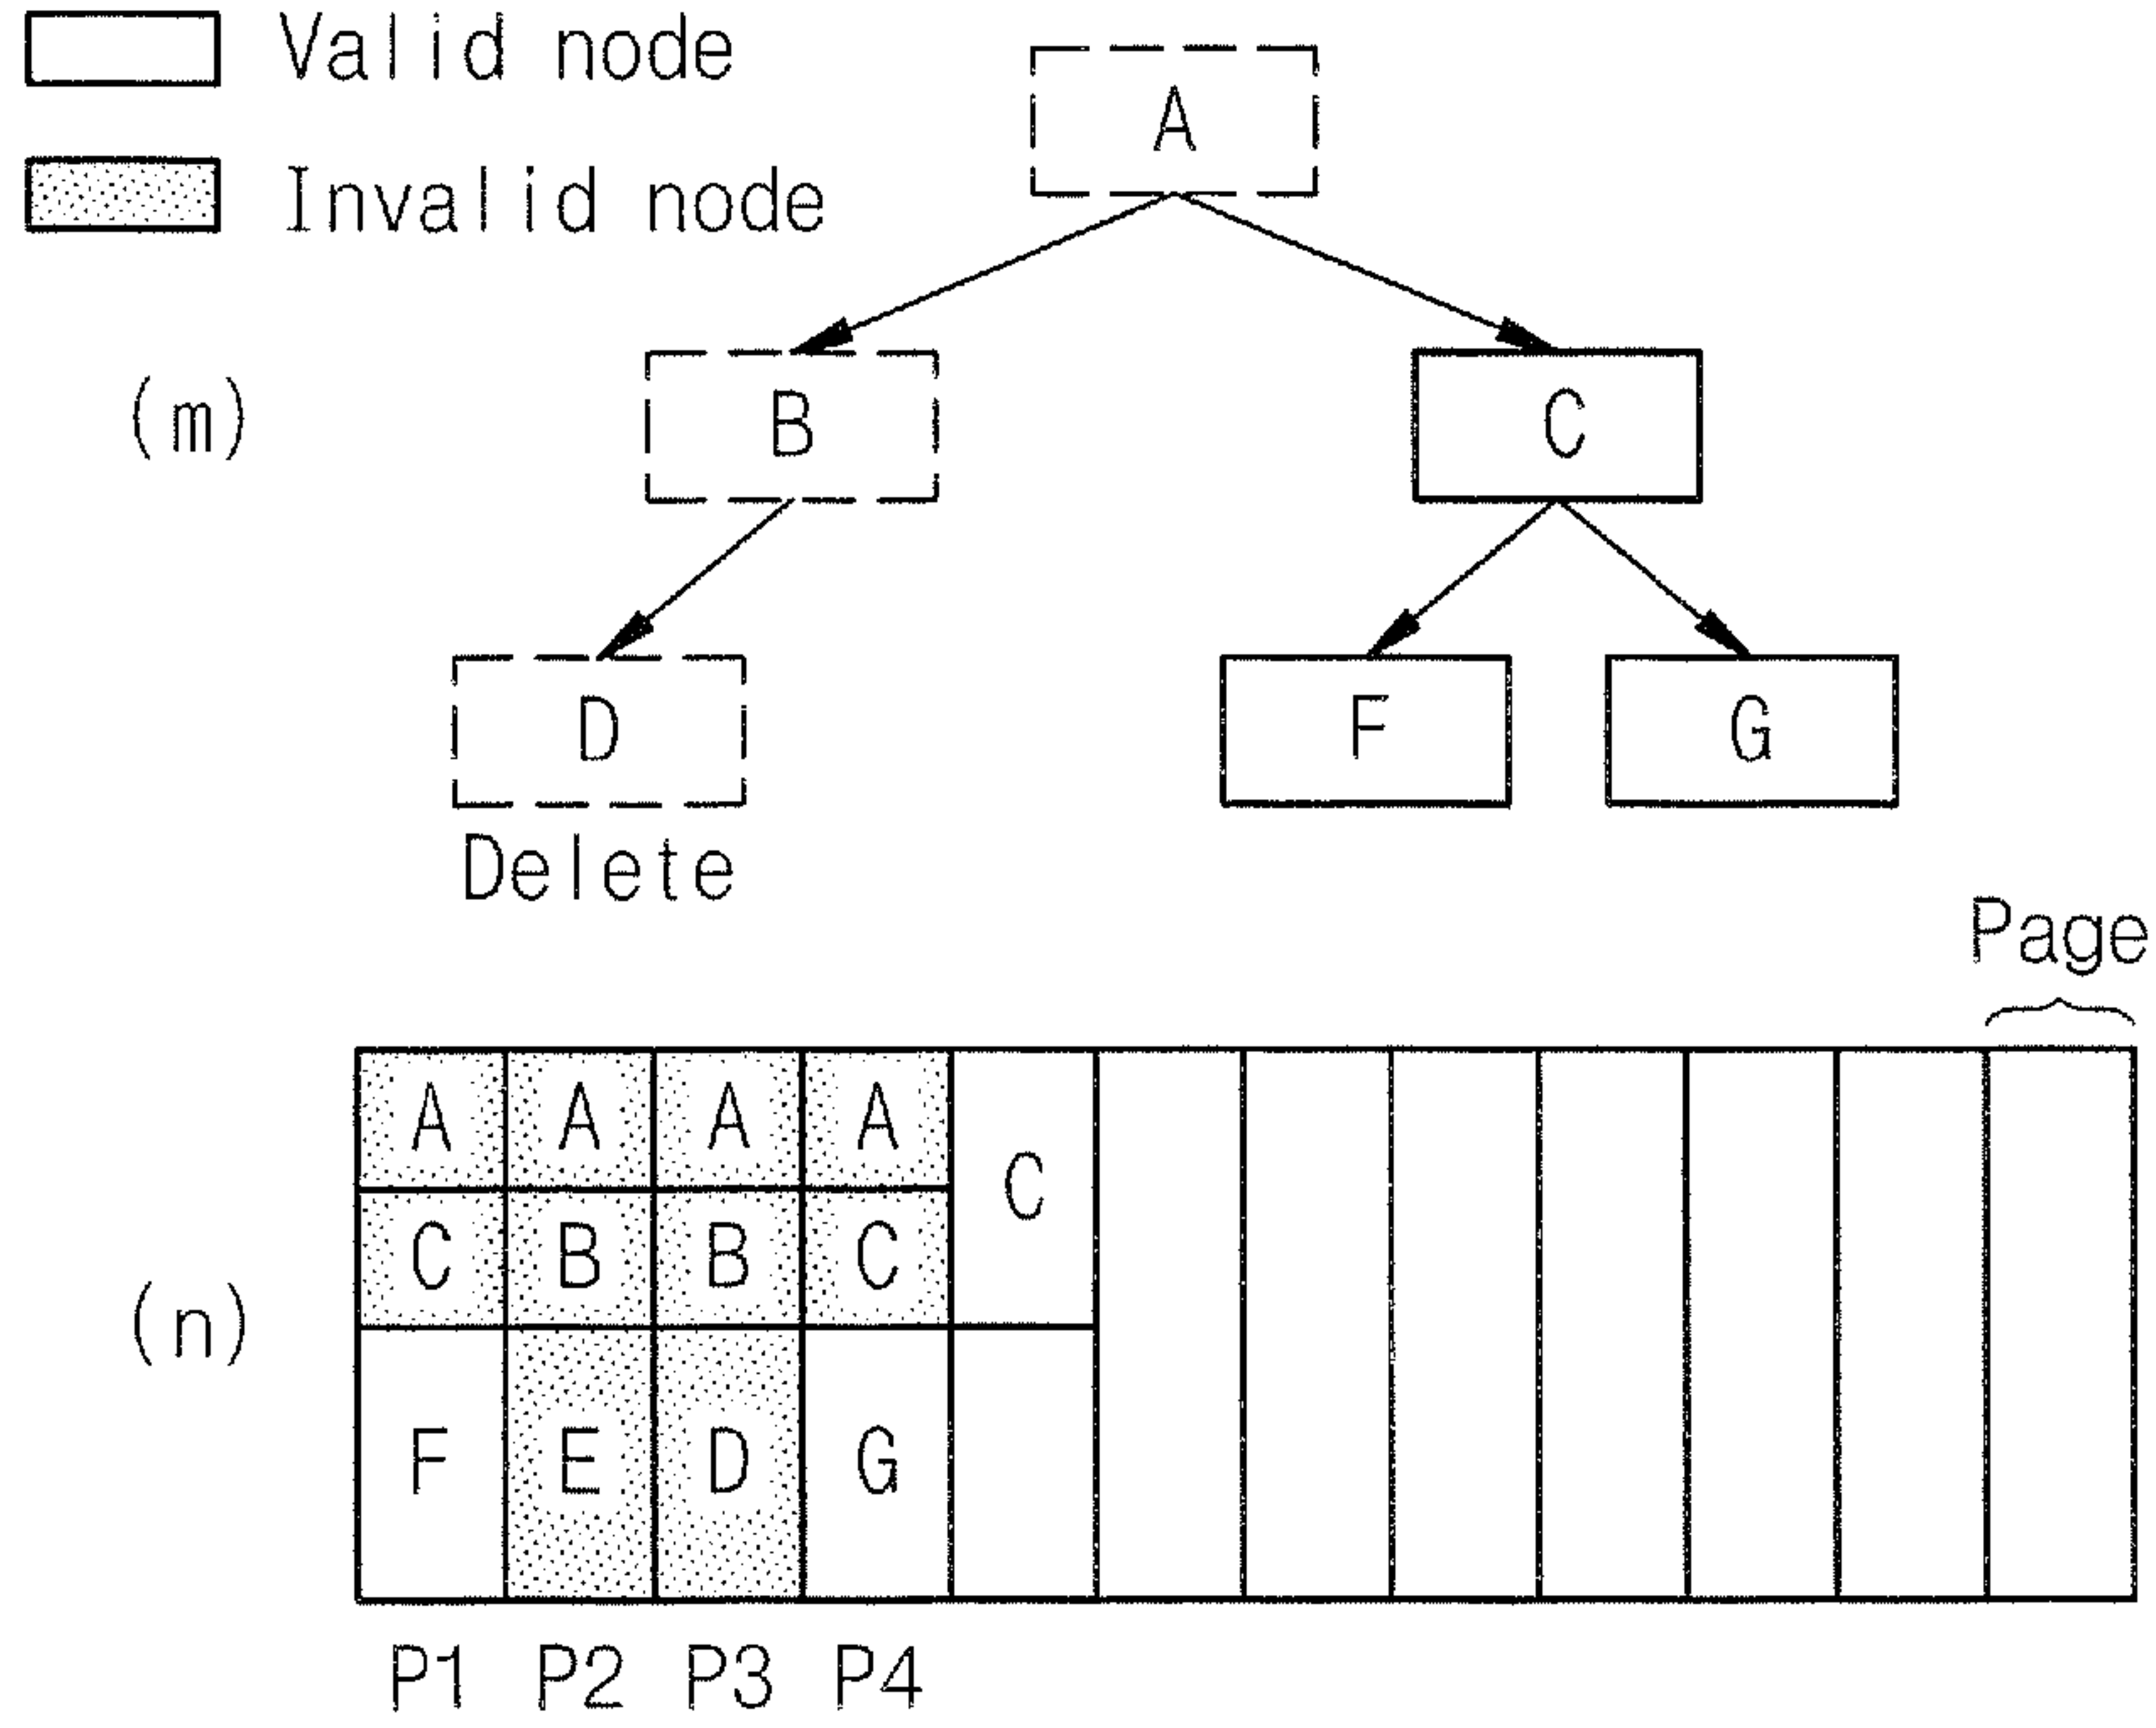 Valid node
Invalid node
A
(m)
B
C
D
F
G
Delete
Page
(n)
A
A
A
A
C
C
B
B
C
F
E
D
G
P1
P2
P3
P4